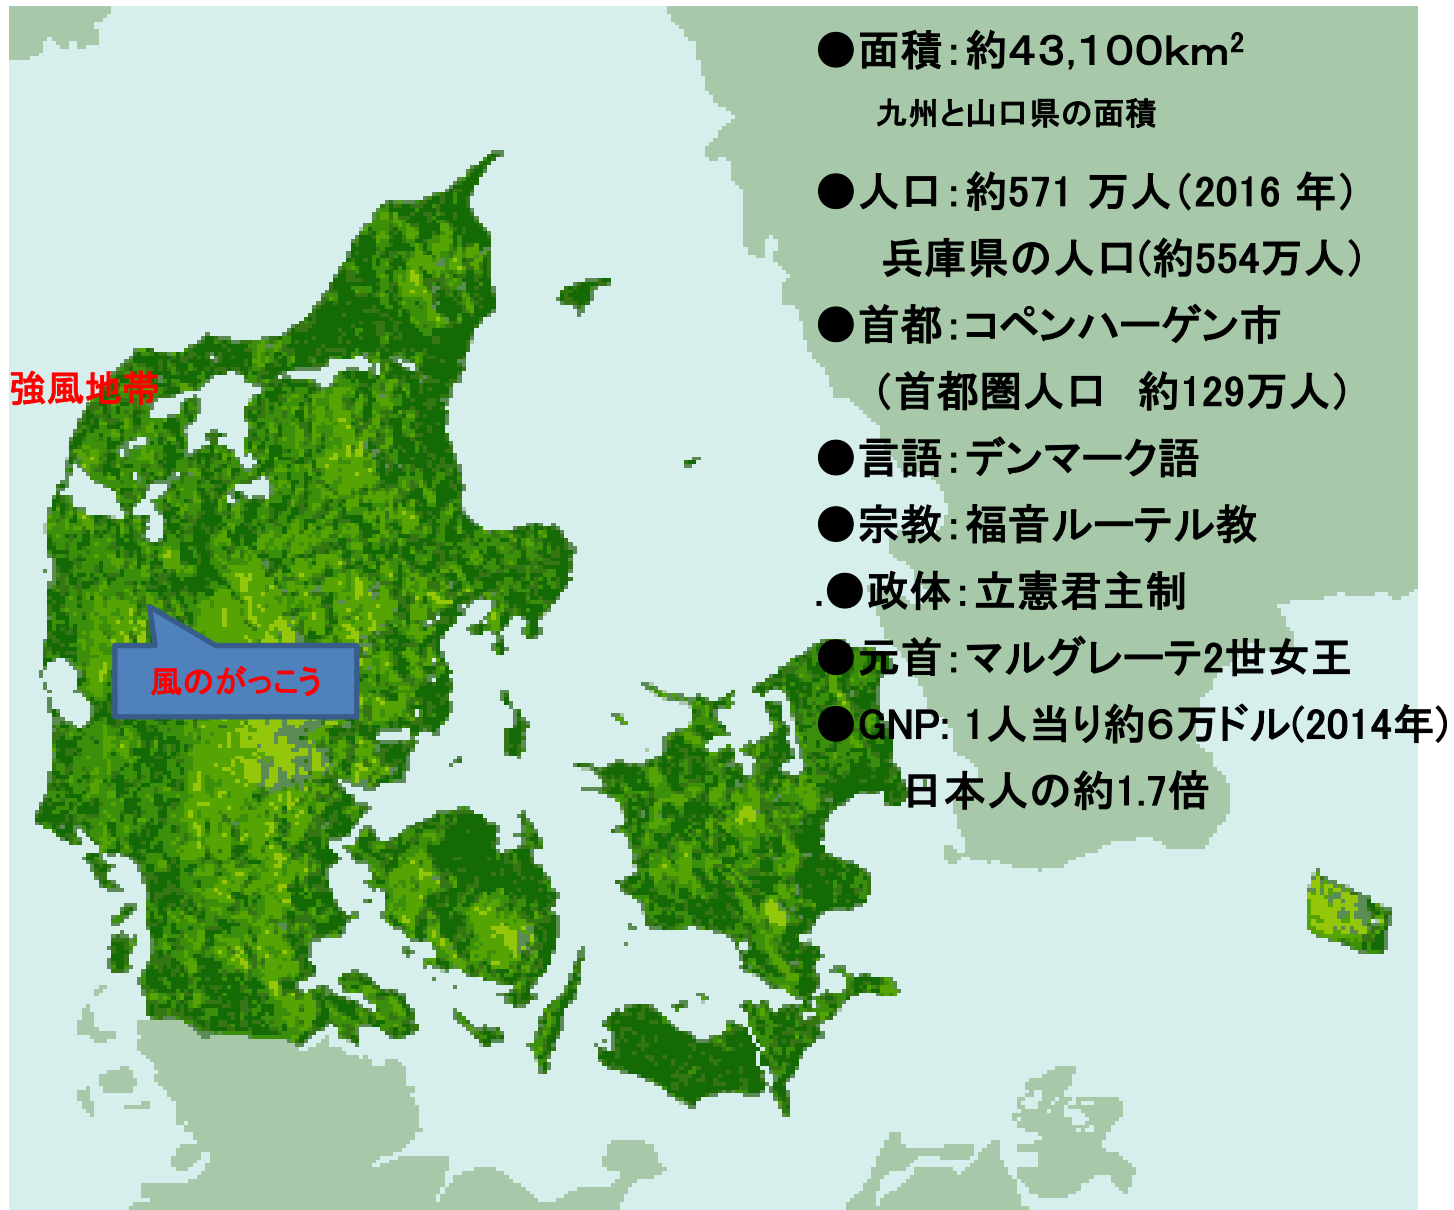 ●面積：約４３,１００ｋｍ²
九州と山口県の面積
●人口：約571 万人（2016 年）
兵庫県の人口(約554万人）
●首都：コペンハーゲン市
（首都圏人口　約129万人）
●言語：デンマーク語
●宗教：福音ルーテル教
.●政体：立憲君主制
●元首：マルグレーテ2世女王
●GNP: １人当り約６万ドル(2014年)
日本人の約1.7倍
強風地帯
風のがっこう